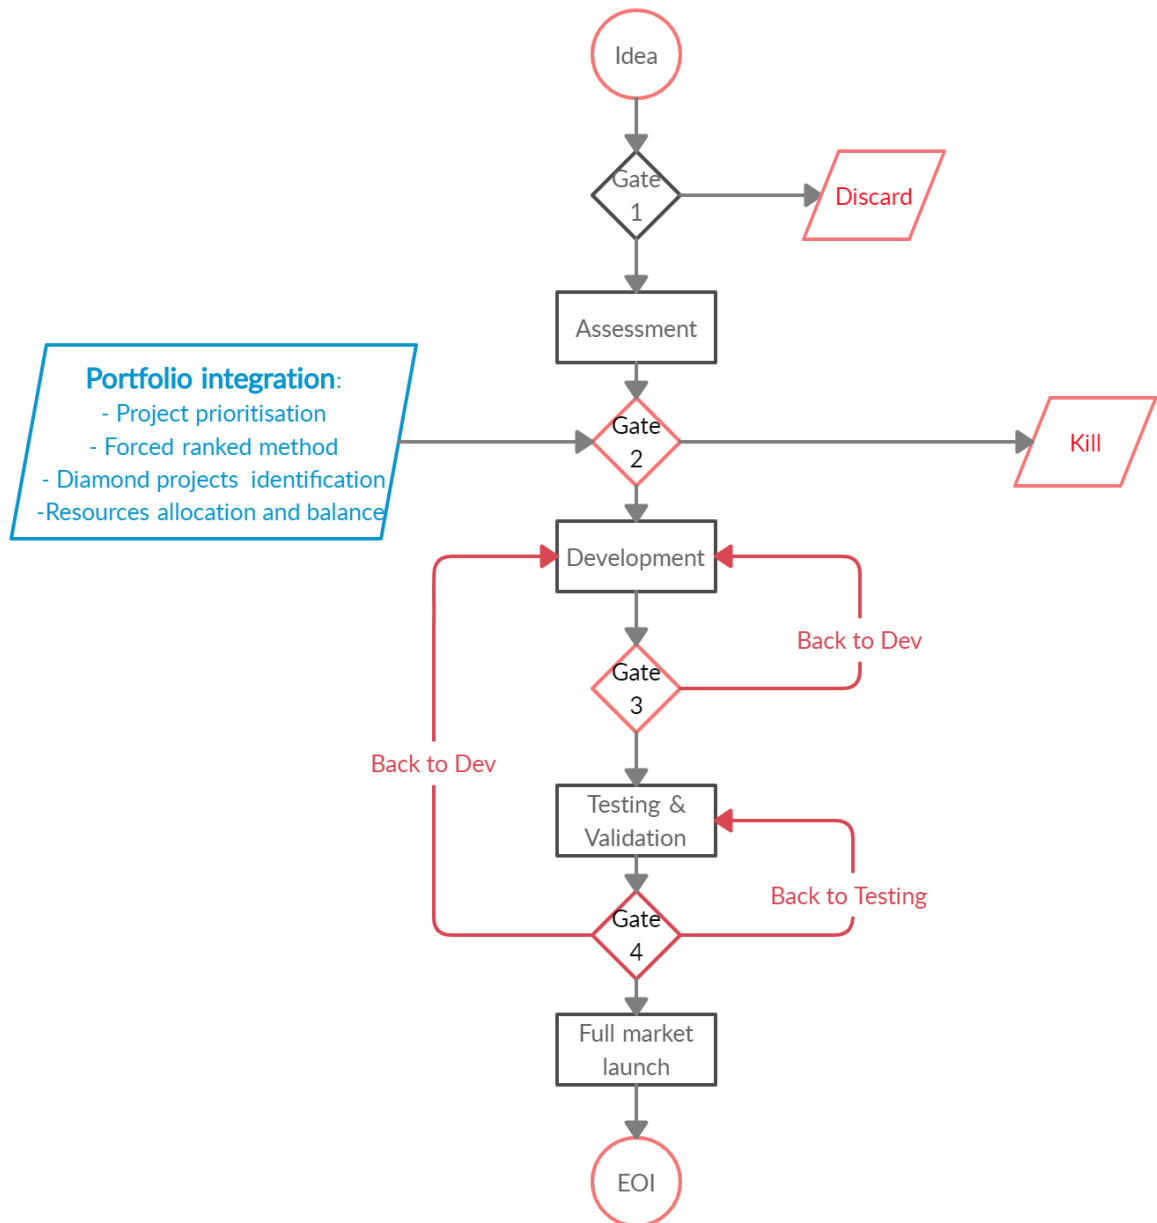 Idea
Gate
1
Discard
Assessment
Portfolio integration:
- Project prioritisation
- Forced ranked method
- Diamond projects  identification
-Resources allocation and balance
Gate
2
Kill
Development
Back to Dev
Gate
3
Back to Dev
Testing &
Validation
Back to Testing
Gate
4
Full market
launch
EOI